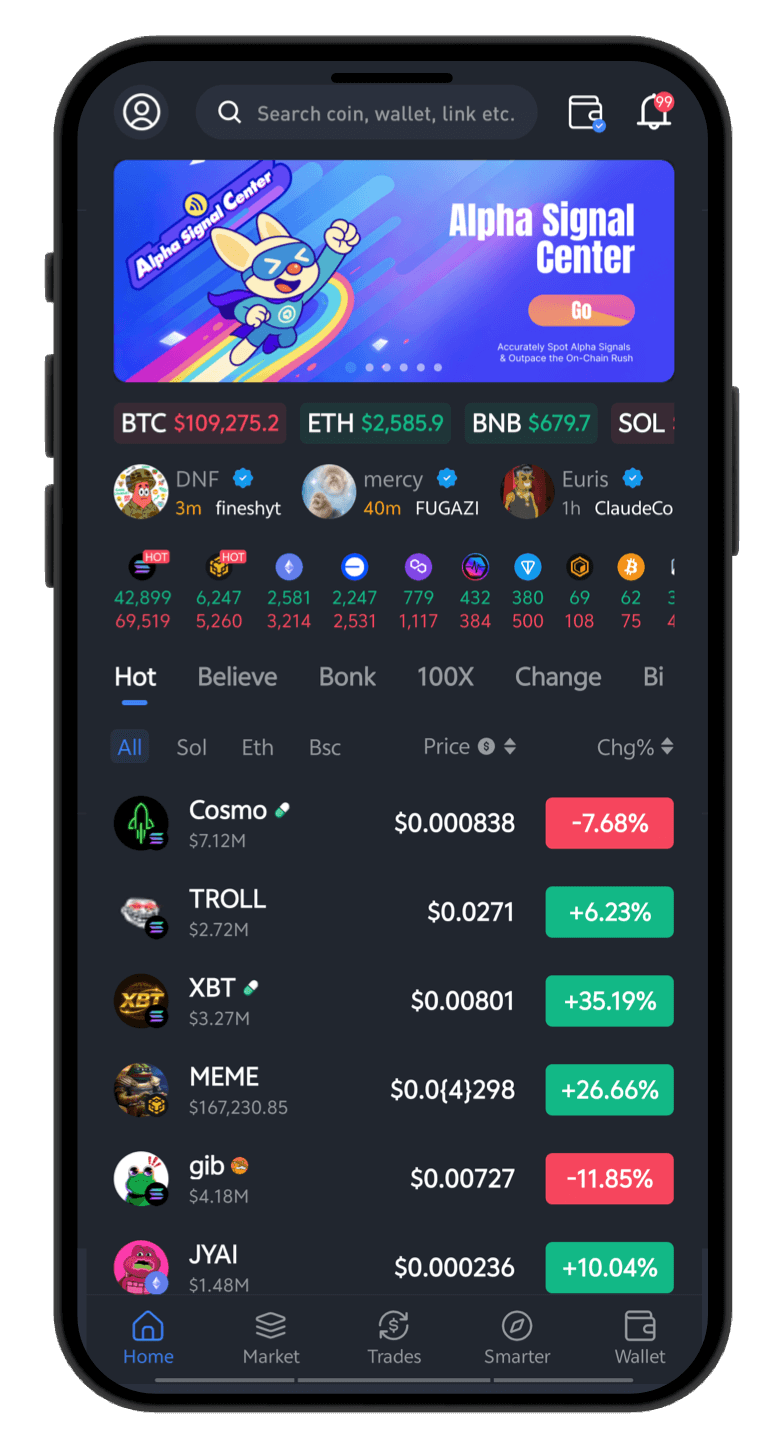 Search coin, wallet, link etc.
99
Alpha Signal Center
Alpha Signal
Center
Go
Accurately Spot Alpha Signals
& Outpace the On-Chain Rush
BTC $109,275.2 ETH $2,585.9 BNB $679.7 SOL
DNF mercy Euris
3m fineshyt 40m FUGAZI 1h ClaudeCo
HOT HOT
42,899 6,247 2,581 2,247 779 432 380 69 62 3
69,519 5,260 3,214 2,531 1,117 384 500 108 75 4
Hot Believe Bonk 100X Change Bi
All Sol Eth Bsc Price $ Chg%
Cosmo
$7.12M
$0.000838 -7.68%
TROLL
$2.72M
$0.0271 +6.23%
XBT
XBT
$3.27M
$0.00801 +35.19%
MEME
$167,230.85
$0.0{4}298 +26.66%
gib
$4.18M
$0.00727 -11.85%
JYAI
$1.48M
$0.000236 +10.04%
Home Market Trades Smarter Wallet